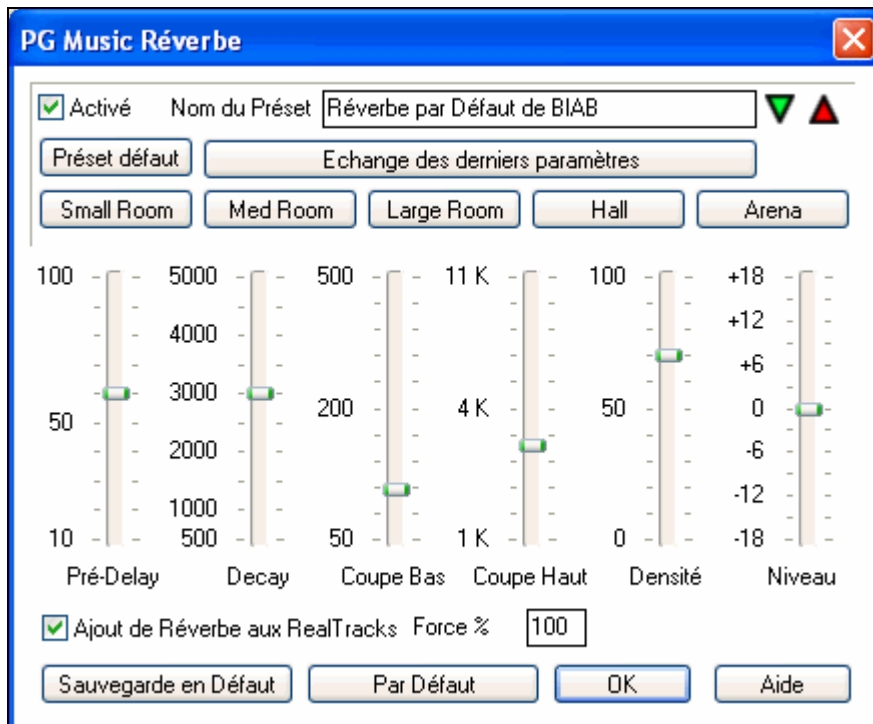 PG Music Réverbe
Activé Nom du Préset Réverbe par Défaut de BIAB
Préset défaut Echange des derniers paramètres
Small Room Med Room Large Room Hall Arena
100 5000 500 11 K 100 +18
4000 +12
+6
3000
50 200 4 K 50 0
2000 -6
-12
1000
10 500 50 1 K 0 -18
Pré-Delay Decay Coupe Bas Coupe Haut Densité Niveau
Ajout de Réverbe aux RealTracks Force % 100
Sauvegarde en Défaut Par Défaut OK Aide